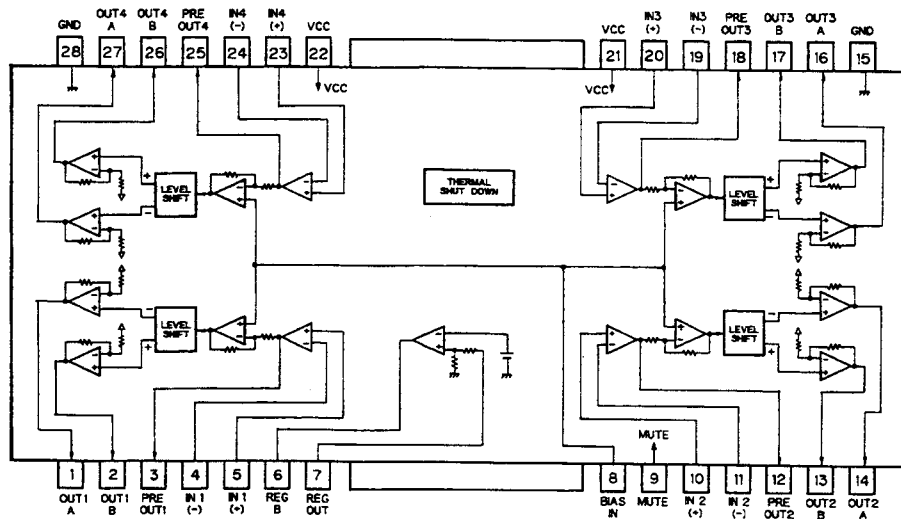 GND
OUT4 A
OUT4 B
PRE OUT4
IN4 (-)
IN4 (+)
VCC
VCC
IN3 (+)
IN3 (-)
PRE OUT3
OUT3 B
OUT3 A
GND
28
27
26
25
24
23
22
21
20
19
18
17
16
15
VCC
VCC
THERMAL
SHUT DOWN
+
-
LEVEL
SHIFT
LEVEL
SHIFT
+
-
-
+
LEVEL
SHIFT
LEVEL
SHIFT
-
+
MUTE
1
2
3
4
5
6
7
8
9
10
11
12
13
14
OUT1 A
OUT1 B
PRE OUT1
IN 1 (-)
IN 1 (+)
REG B
REG OUT
BIAS IN
MUTE
IN 2 (+)
IN 2 (-)
PRE OUT2
OUT2 B
OUT2 A